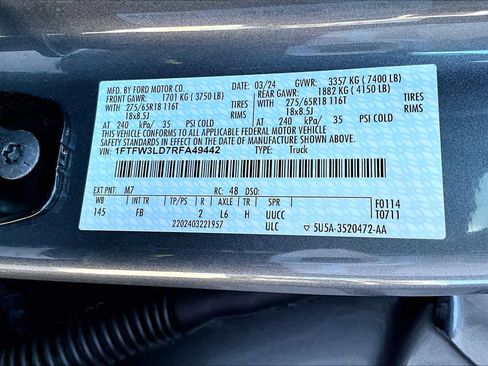 MFD. BY FORD MOTOR CO.
DATE: 03/24 GVWR: 3357 KG (7400 LB)
FRONT GAWR: 1701 KG (3750 LB) REAR GAWR: 1882 KG (4150 LB)
275/65R18 116T TIRES 275/65R18 116T TIRES
18x8.5J RIMS 18x8.5J RIMS
AT 240 kPa/ 35 PSI COLD AT 240 kPa/ 35 PSI COLD
THIS VEHICLE CONFORMS TO ALL APPLICABLE FEDERAL MOTOR VEHICLE
SAFETY STANDARDS IN EFFECT ON THE DATE OF MANUFACTURE SHOWN ABOVE.
VIN: 1FTFW3LD7RFA49442 TYPE: Truck
EXT PNT: M7 RC: 48 DSO:
WB INT TR TP/PS R AXLE TR SPR
145 FB 2 L6 H UUCC
2202403221957 ULC
F0114
T0711
5U5A-3520472-AA